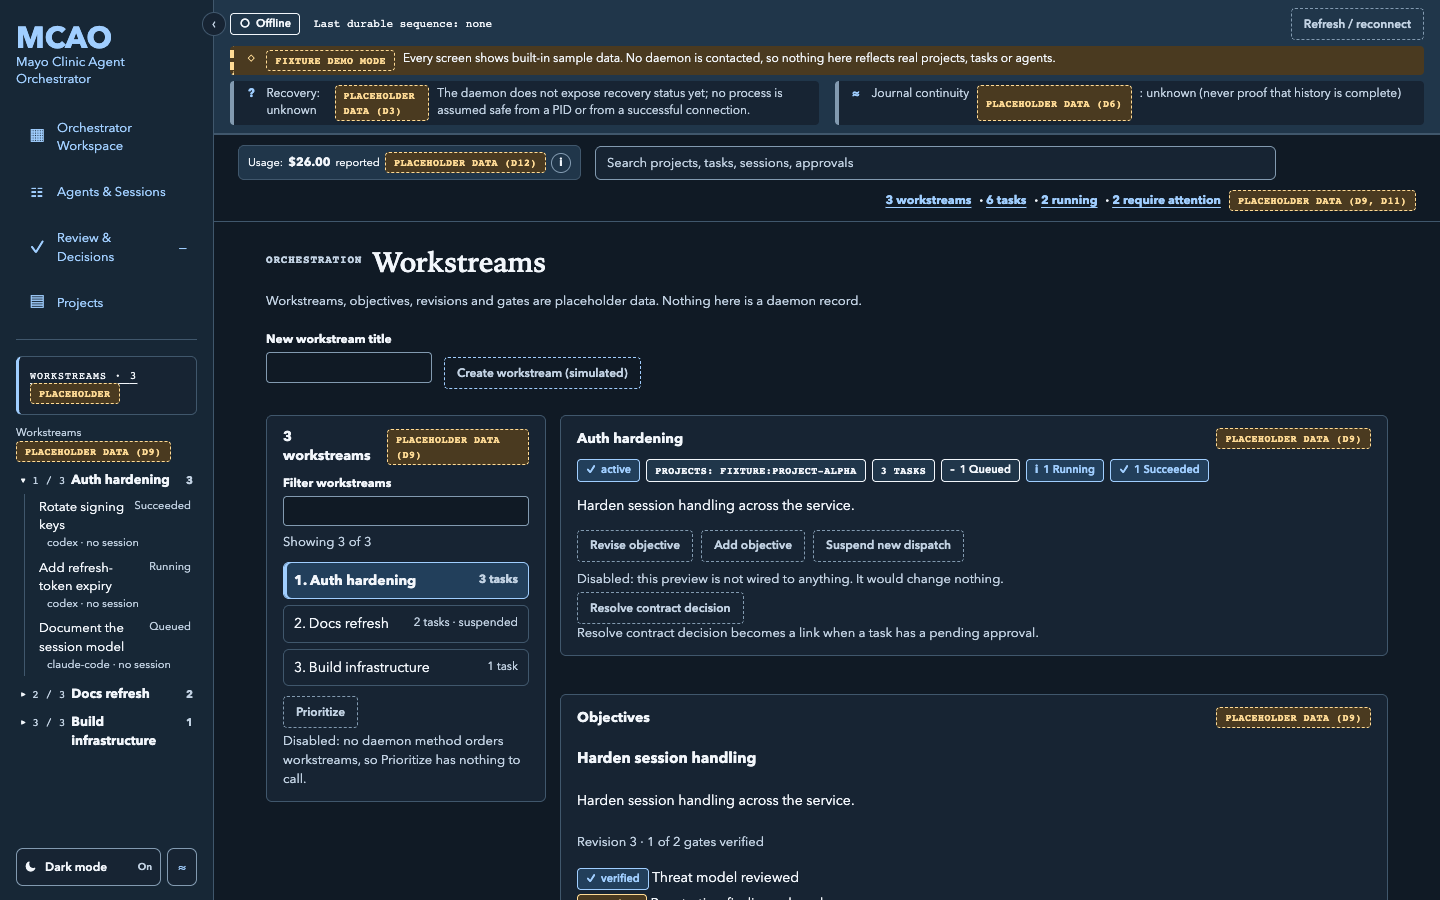 MCAO
Mayo Clinic Agent
Orchestrator
Orchestrator
Workspace
Agents & Sessions
Review &
Decisions
–
Projects
WORKSTREAMS · 3
PLACEHOLDER
Workstreams
PLACEHOLDER DATA (D9)
▾ 1 / 3 Auth hardening 3
Rotate signing keys Succeeded
codex · no session
Add refresh-token expiry Running
codex · no session
Document the session model Queued
claude-code · no session
▸ 2 / 3 Docs refresh 2
▸ 3 / 3 Build infrastructure 1
Dark mode On
≈
‹
Offline
Last durable sequence: none
Refresh / reconnect
◇ FIXTURE DEMO MODE Every screen shows built-in sample data. No daemon is contacted, so nothing here reflects real projects, tasks or agents.
? Recovery: unknown PLACEHOLDER DATA (D3) The daemon does not expose recovery status yet; no process is assumed safe from a PID or from a successful connection.
≈ Journal continuity PLACEHOLDER DATA (D6) : unknown (never proof that history is complete)
Usage: $26.00 reported PLACEHOLDER DATA (D12) i
Search projects, tasks, sessions, approvals
3 workstreams · 6 tasks · 2 running · 2 require attention PLACEHOLDER DATA (D9, D11)
ORCHESTRATION Workstreams
Workstreams, objectives, revisions and gates are placeholder data. Nothing here is a daemon record.
New workstream title
Create workstream (simulated)
3 workstreams PLACEHOLDER DATA (D9)
Filter workstreams
Showing 3 of 3
1. Auth hardening 3 tasks
2. Docs refresh 2 tasks · suspended
3. Build infrastructure 1 task
Prioritize
Disabled: no daemon method orders
workstreams, so Prioritize has nothing to
call.
Auth hardening PLACEHOLDER DATA (D9)
✓ active PROJECTS: FIXTURE:PROJECT-ALPHA 3 TASKS – 1 Queued i 1 Running ✓ 1 Succeeded
Harden session handling across the service.
Revise objective Add objective Suspend new dispatch
Disabled: this preview is not wired to anything. It would change nothing.
Resolve contract decision
Resolve contract decision becomes a link when a task has a pending approval.
Objectives PLACEHOLDER DATA (D9)
Harden session handling
Harden session handling across the service.
Revision 3 · 1 of 2 gates verified
✓ verified Threat model reviewed